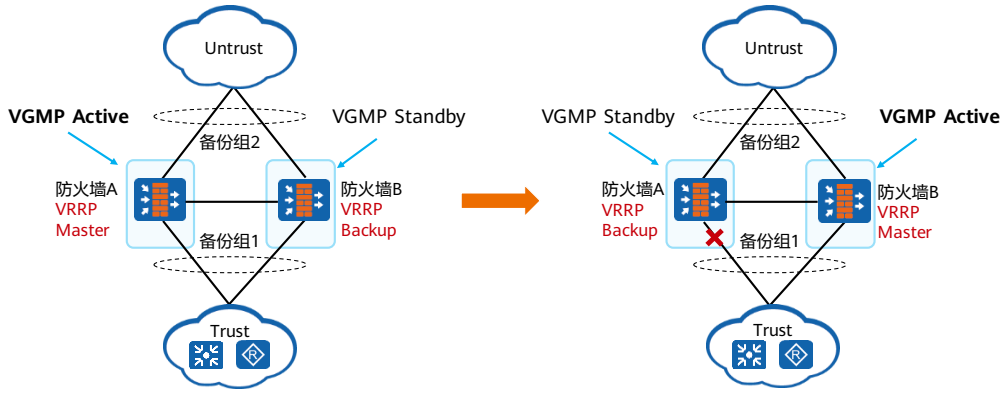 Untrust
VGMP Active
VGMP Standby
备份组2
防火墙A
VRRP
Master
防火墙B
VRRP
Backup
备份组1
Trust
R
Untrust
VGMP Standby
VGMP Active
备份组2
防火墙A
VRRP
Backup
防火墙B
VRRP
Master
备份组1
Trust
R